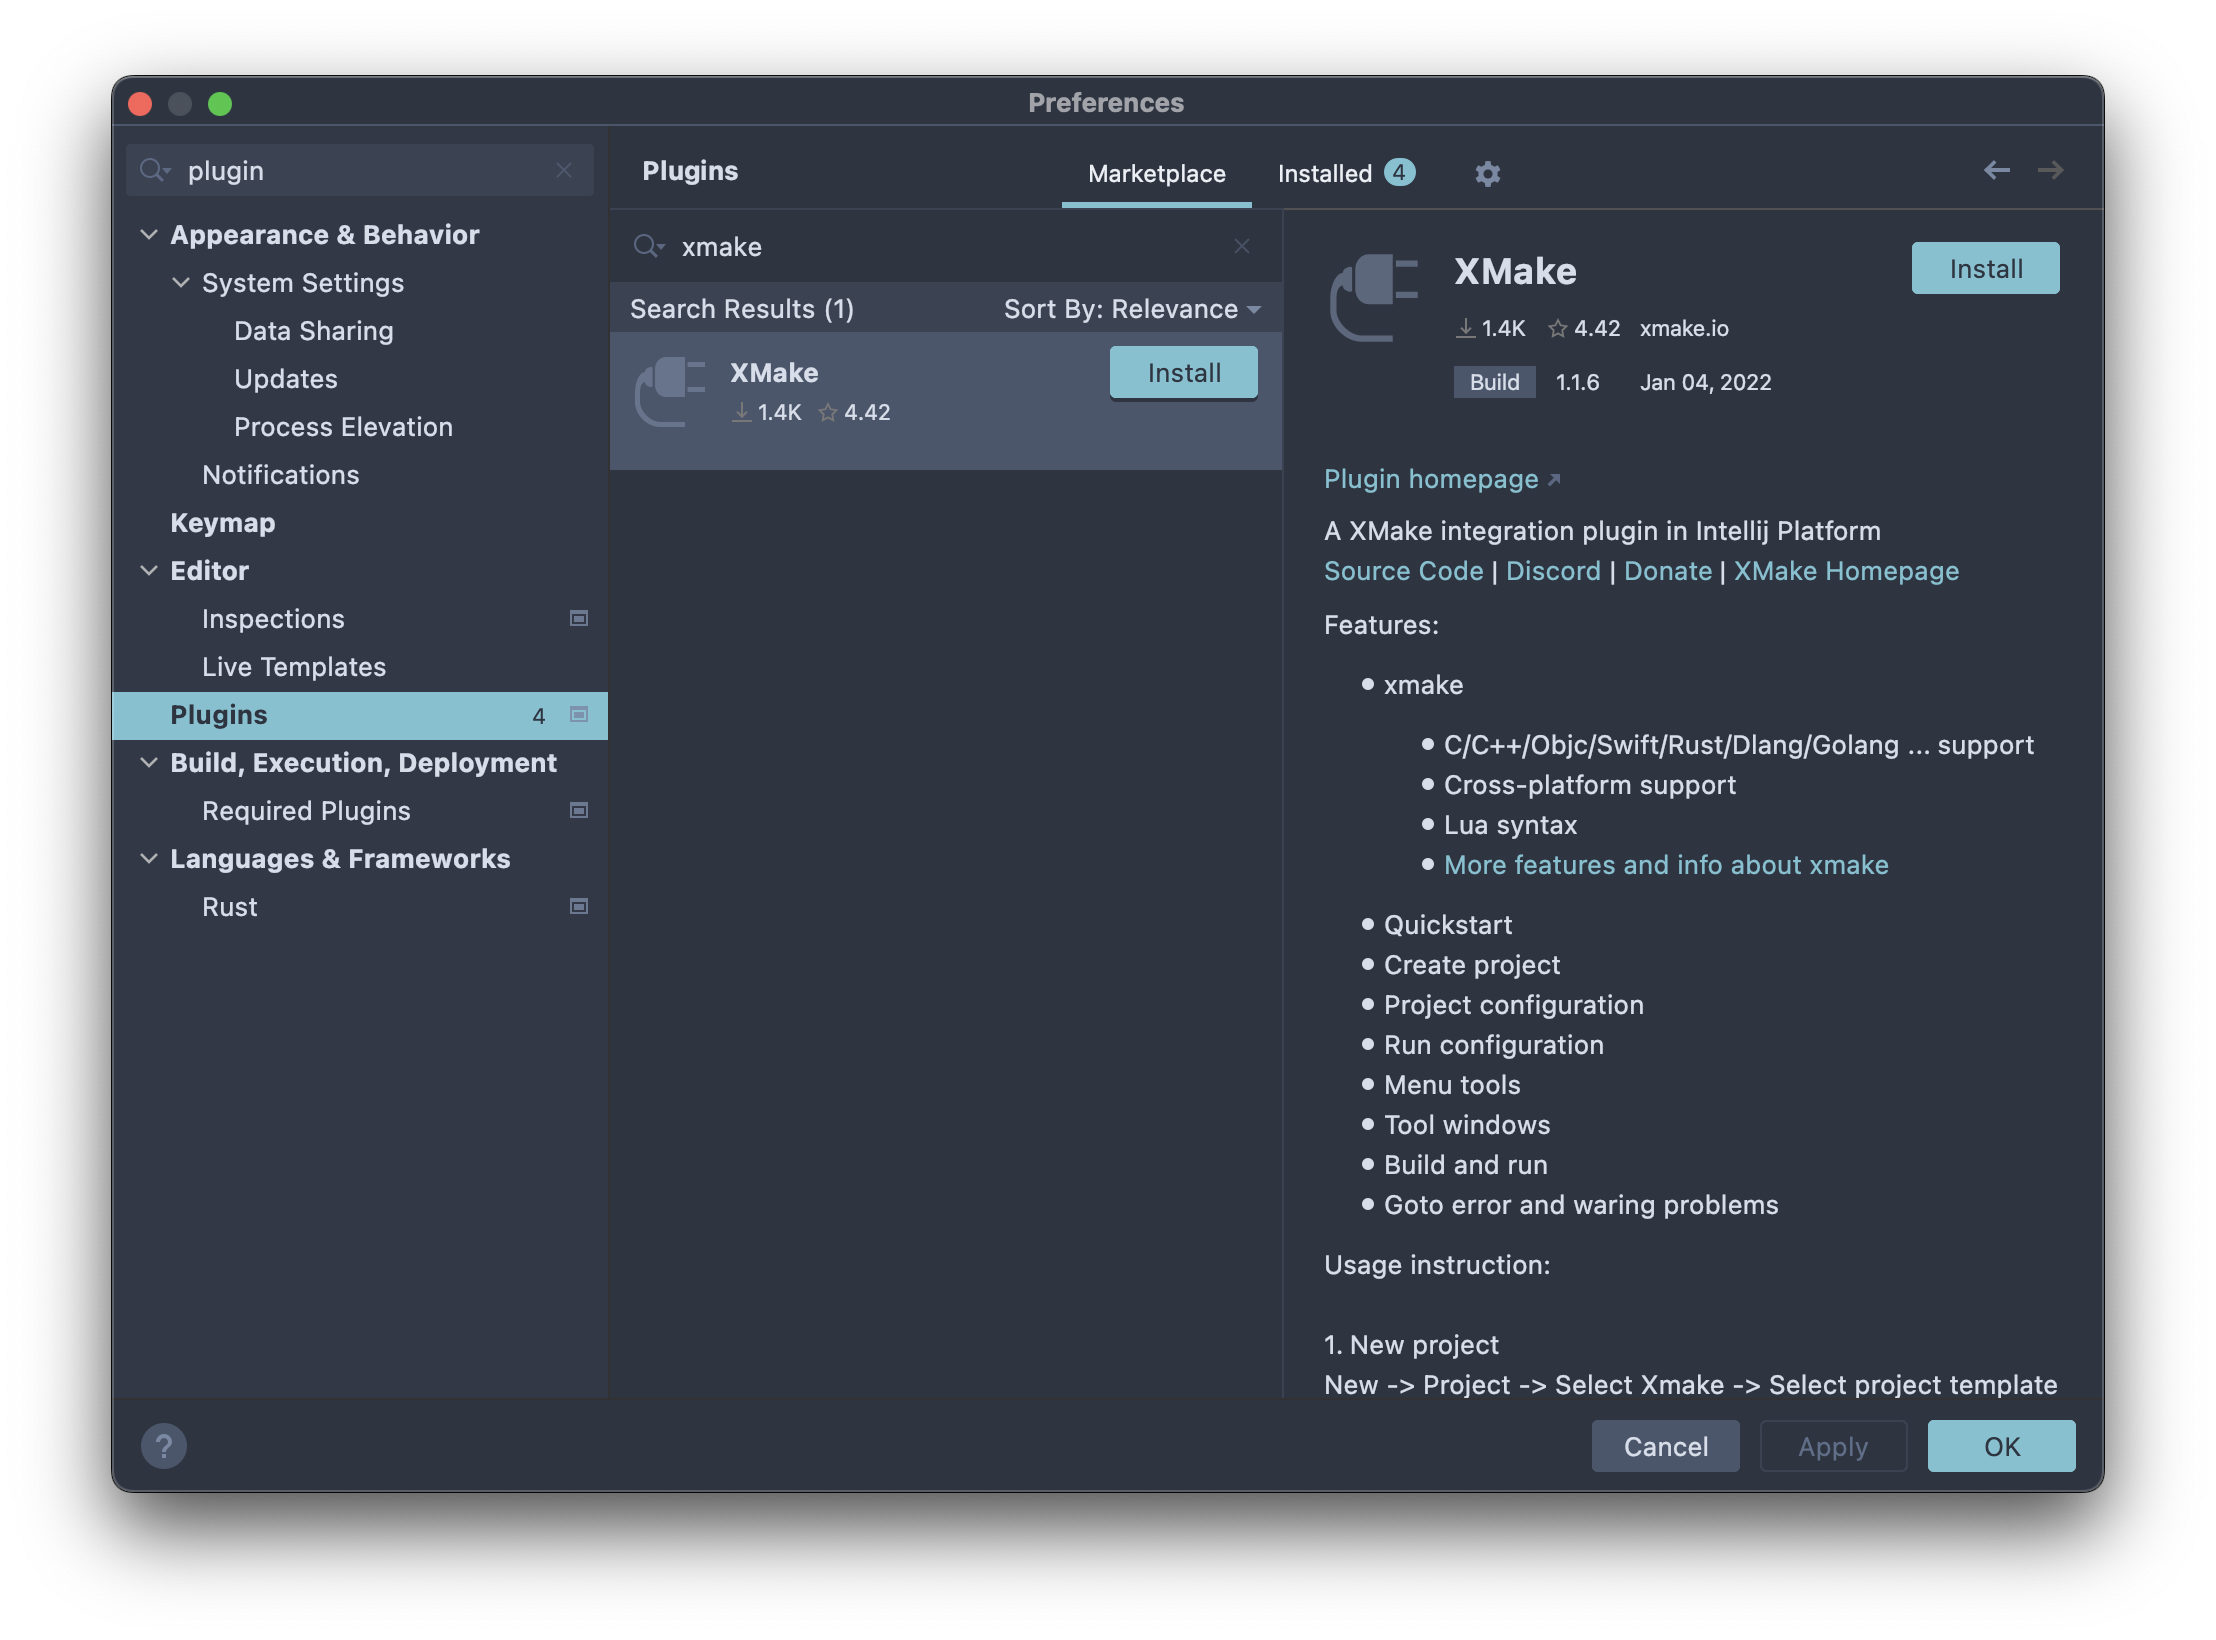 Preferences
plugin
Appearance & Behavior
System Settings
Data Sharing
Updates
Process Elevation
Notifications
Keymap
Editor
Inspections
Live Templates
Plugins 4
Build, Execution, Deployment
Required Plugins
Languages & Frameworks
Rust
Plugins
Marketplace
Installed 4
xmake
Search Results (1)
Sort By: Relevance
XMake
1.4K 4.42
Install
XMake
Install
1.4K 4.42 xmake.io
Build 1.1.6 Jan 04, 2022
Plugin homepage
A XMake integration plugin in Intellij Platform
Source Code | Discord | Donate | XMake Homepage
Features:
xmake
C/C++/Objc/Swift/Rust/Dlang/Golang ... support
Cross-platform support
Lua syntax
More features and info about xmake
Quickstart
Create project
Project configuration
Run configuration
Menu tools
Tool windows
Build and run
Goto error and waring problems
Usage instruction:
1. New project
New -> Project -> Select Xmake -> Select project template
?
Cancel
Apply
OK